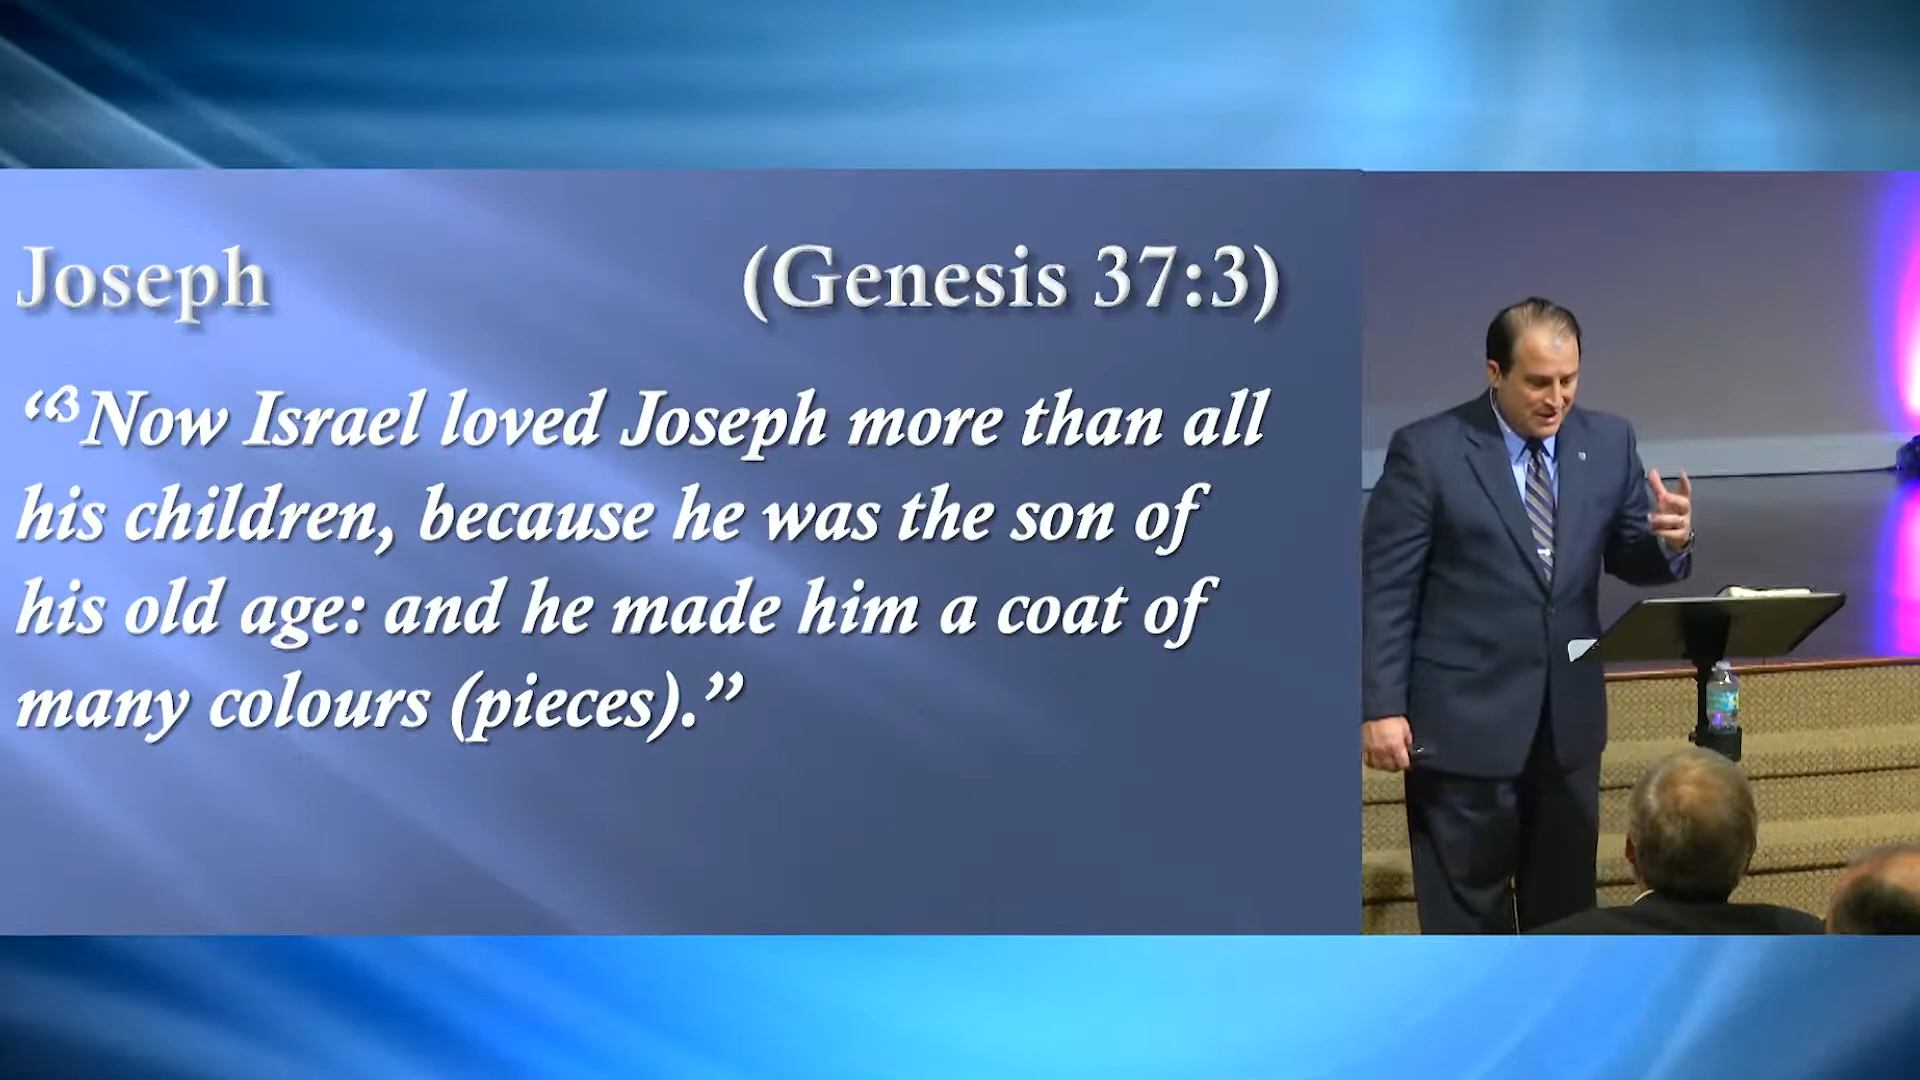 Joseph (Genesis 37:3)
“³Now Israel loved Joseph more than all
his children, because he was the son of
his old age: and he made him a coat of
many colours (pieces).”